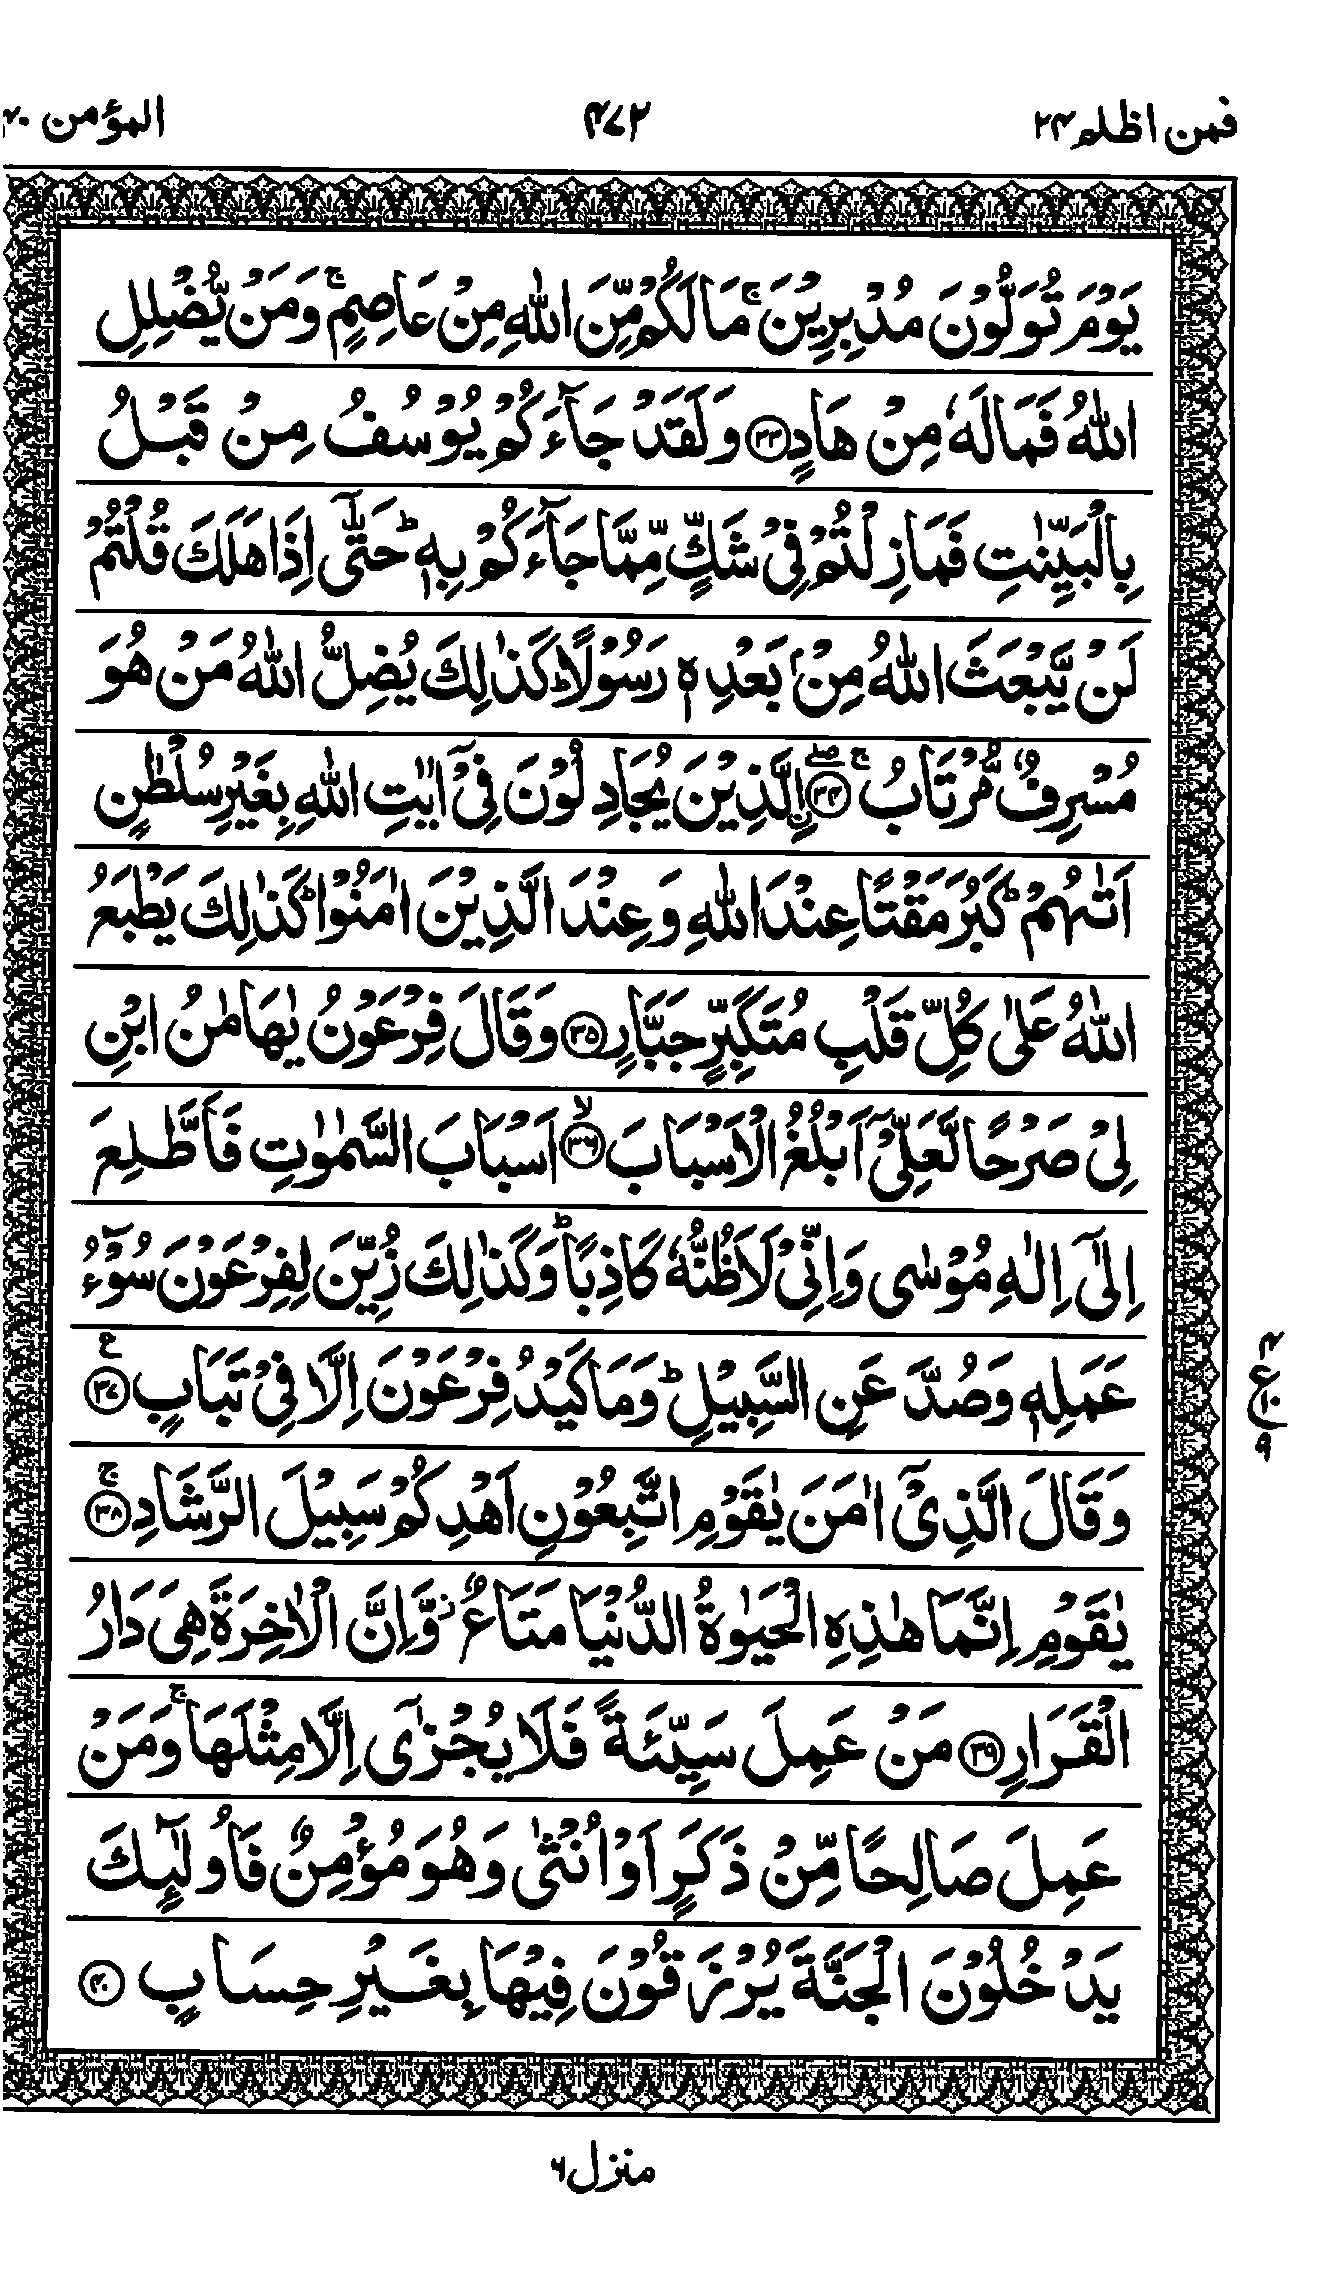 فمن اظلم ۲۴
۴۷۲
المؤمن ۴۰
يَوْمَ تُوَلُّوْنَ مُدْبِرِيْنَ ۚ مَا لَكُمْ مِّنَ اللّٰهِ مِنْ عَاصِمٍ ۚ وَمَنْ يُّضْلِلِ
اللّٰهُ فَمَا لَهٗ مِنْ هَادٍ ﴿۳۳﴾ وَلَقَدْ جَآءَكُمْ يُوْسُفُ مِنْ قَبْلُ
بِالْبَيِّنٰتِ فَمَا زِلْتُمْ فِيْ شَكٍّ مِّمَّا جَآءَكُمْ بِهٖ ؕ حَتّٰۤى اِذَا هَلَكَ قُلْتُمْ
لَنْ يَّبْعَثَ اللّٰهُ مِنْۢ بَعْدِهٖ رَسُوْلًا ؕ كَذٰلِكَ يُضِلُّ اللّٰهُ مَنْ هُوَ
مُسْرِفٌ مُّرْتَابُ ۚ ۖ ﴿۳۴﴾ ۨالَّذِيْنَ يُجَادِلُوْنَ فِيْۤ اٰيٰتِ اللّٰهِ بِغَيْرِ سُلْطٰنٍ
اَتٰىهُمْ ؕ كَبُرَ مَقْتًا عِنْدَ اللّٰهِ وَعِنْدَ الَّذِيْنَ اٰمَنُوْا ؕ كَذٰلِكَ يَطْبَعُ
اللّٰهُ عَلٰى كُلِّ قَلْبِ مُتَكَبِّرٍ جَبَّارٍ ﴿۳۵﴾ وَقَالَ فِرْعَوْنُ يٰهَامٰنُ ابْنِ
لِيْ صَرْحًا لَّعَلِّيْۤ اَبْلُغُ الْاَسْبَابَ ۙ ﴿۳۶﴾ اَسْبَابَ السَّمٰوٰتِ فَاَطَّلِعَ
اِلٰۤى اِلٰهِ مُوْسٰى وَاِنِّيْ لَاَظُنُّهٗ كَاذِبًا ؕ وَكَذٰلِكَ زُيِّنَ لِفِرْعَوْنَ سُوْٓءُ
عَمَلِهٖ وَصُدَّ عَنِ السَّبِيْلِ ؕ وَمَا كَيْدُ فِرْعَوْنَ اِلَّا فِيْ تَبَابٍ ﴿۳۷﴾ ع
۴ ع ۱۰ ۹
وَقَالَ الَّذِيْۤ اٰمَنَ يٰقَوْمِ اتَّبِعُوْنِ اَهْدِكُمْ سَبِيْلَ الرَّشَادِ ۚ ﴿۳۸﴾
يٰقَوْمِ اِنَّمَا هٰذِهِ الْحَيٰوةُ الدُّنْيَا مَتَاعٌ ؗ وَّاِنَّ الْاٰخِرَةَ هِيَ دَارُ
الْقَرَارِ ﴿۳۹﴾ مَنْ عَمِلَ سَيِّئَةً فَلَا يُجْزٰۤى اِلَّا مِثْلَهَا ۚ وَمَنْ
عَمِلَ صَالِحًا مِّنْ ذَكَرٍ اَوْ اُنْثٰى وَهُوَ مُؤْمِنٌ فَاُولٰٓئِكَ
يَدْخُلُوْنَ الْجَنَّةَ يُرْزَقُوْنَ فِيْهَا بِغَيْرِ حِسَابٍ ﴿۴۰﴾
منزل ۶